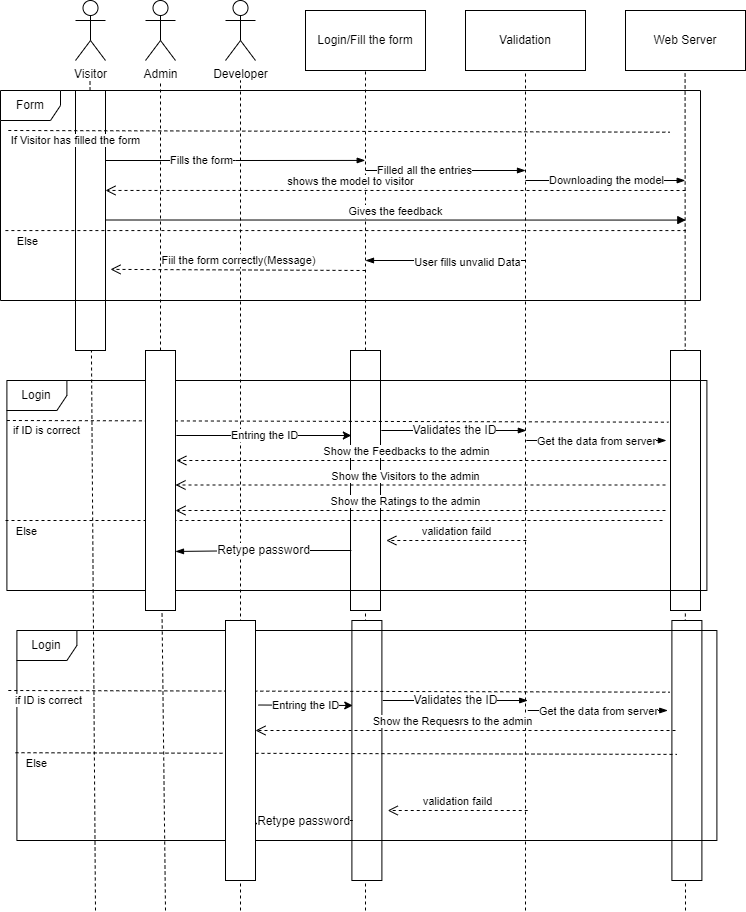 Visitor
Admin
Developer
Login/Fill the form
Validation
Web Server
Form
If Visitor has filled the form
Fills the form
Filled all the entries
shows the model to visitor
Downloading the model
Gives the feedback
Else
Fiil the form correctly(Message)
User fills unvalid Data
Login
if ID is correct
Entring the ID
Validates the ID
Get the data from server
Show the Feedbacks to the admin
Show the Visitors to the admin
Show the Ratings to the admin
Else
validation faild
Retype password
Login
if ID is correct
Entring the ID
Validates the ID
Get the data from server
Show the Requesrs to the admin
Else
validation faild
Retype password